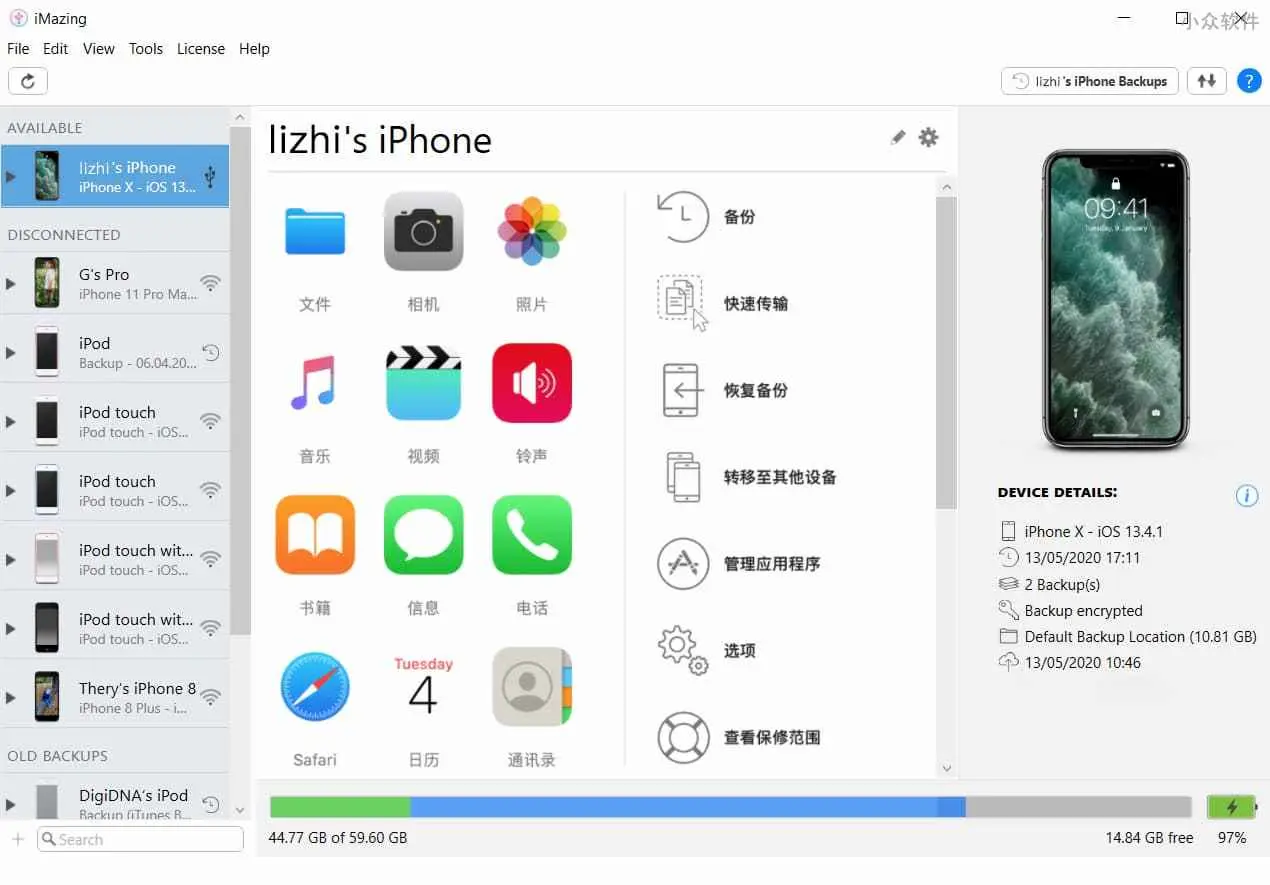 iMazing
小众软件
File Edit View Tools License Help
lizhi 's iPhone Backups
?
AVAILABLE
lizhi's iPhone
iPhone X - iOS 13...
DISCONNECTED
G's Pro
iPhone 11 Pro Ma...
iPod
Backup - 06.04.20...
iPod touch
iPod touch - iOS...
iPod touch
iPod touch - iOS...
iPod touch wit...
iPod touch - iOS...
iPod touch wit...
iPod touch - iOS...
Thery's iPhone 8
iPhone 8 Plus - i...
OLD BACKUPS
DigiDNA's iPod
Backup (iTunes B...
Search
lizhi's iPhone
文件 相机 照片
音乐 视频 铃声
书籍 信息 电话
Tuesday
4
Safari 日历 通讯录
备份
快速传输
恢复备份
转移至其他设备
管理应用程序
选项
查看保修范围
09:41
Tuesday, 9 January
DEVICE DETAILS:
iPhone X - iOS 13.4.1
13/05/2020 17:11
2 Backup(s)
Backup encrypted
Default Backup Location (10.81 GB)
13/05/2020 10:46
44.77 GB of 59.60 GB
14.84 GB free
97%